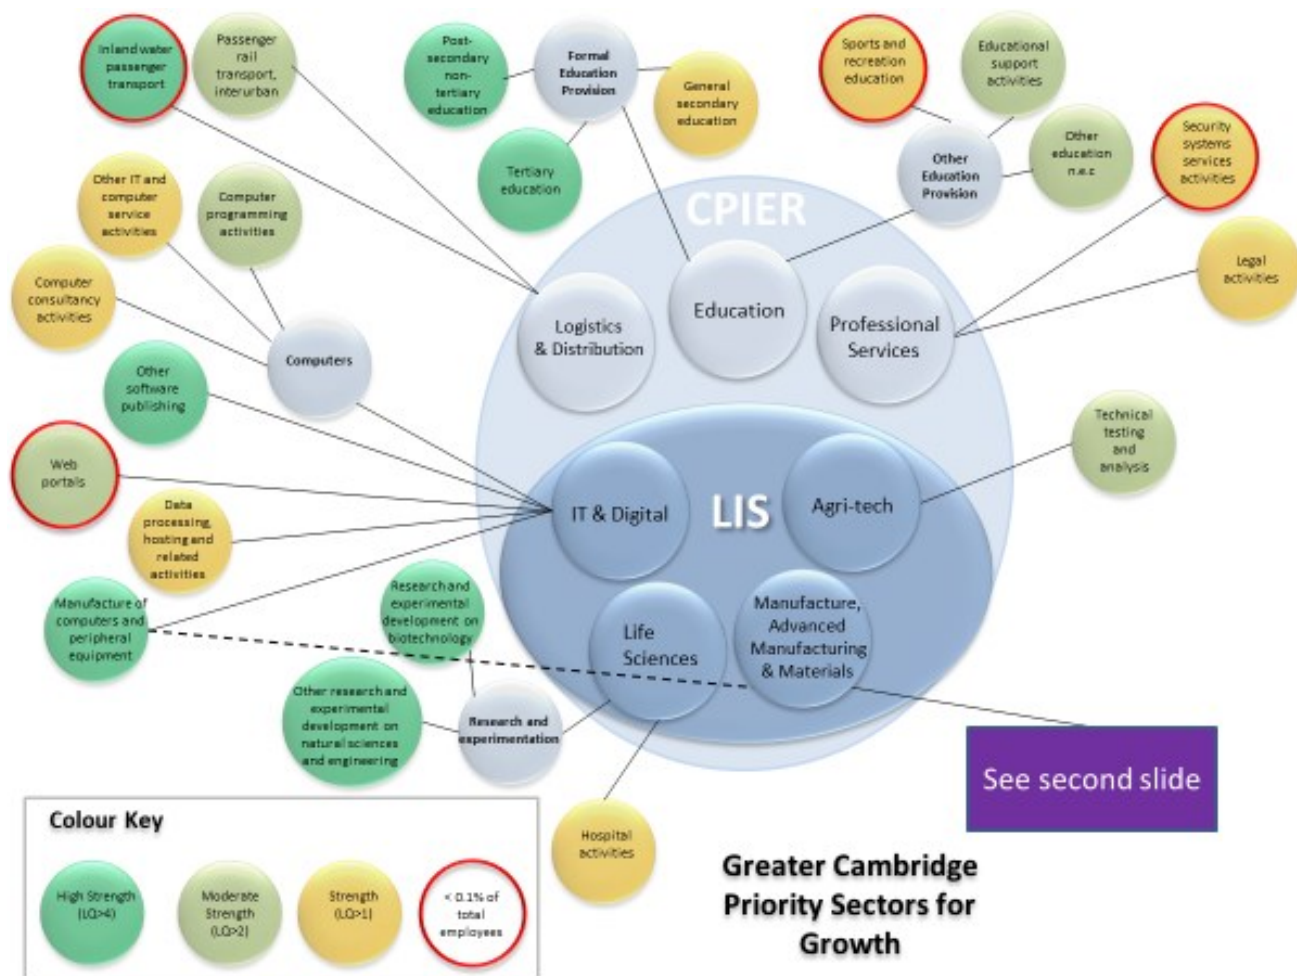 Inland water
passenger
transport
Passenger
rail
transport,
interurban
Post-
secondary
non-
tertiary
education
Formal
Education
Provision
General
secondary
education
Tertiary
education
Sports and
recreation
education
Educational
support
activities
Other
Education
Provision
Other
education
n.e.c
Security
systems
services
activities
Legal
activities
Other IT and
computer
service
activities
Computer
programming
activities
Computer
consultancy
activities
Computers
Other
software
publishing
Web
portals
Data
processing,
hosting and
related
activities
Manufacture of
computers and
peripheral
equipment
CPIER
Logistics
& Distribution
Education
Professional
Services
LIS
IT & Digital
Agri-tech
Technical
testing
and
analysis
Life
Sciences
Manufacture,
Advanced
Manufacturing
& Materials
Research and
experimental
development on
biotechnology
Other research and
experimental
development on
natural sciences
and engineering
Research and
experimentation
Hospital
activities
See second slide
Colour Key
High Strength
(LQ>4)
Moderate
Strength
(LQ>2)
Strength
(LQ>1)
< 0.1% of
total
employees
Greater Cambridge
Priority Sectors for
Growth